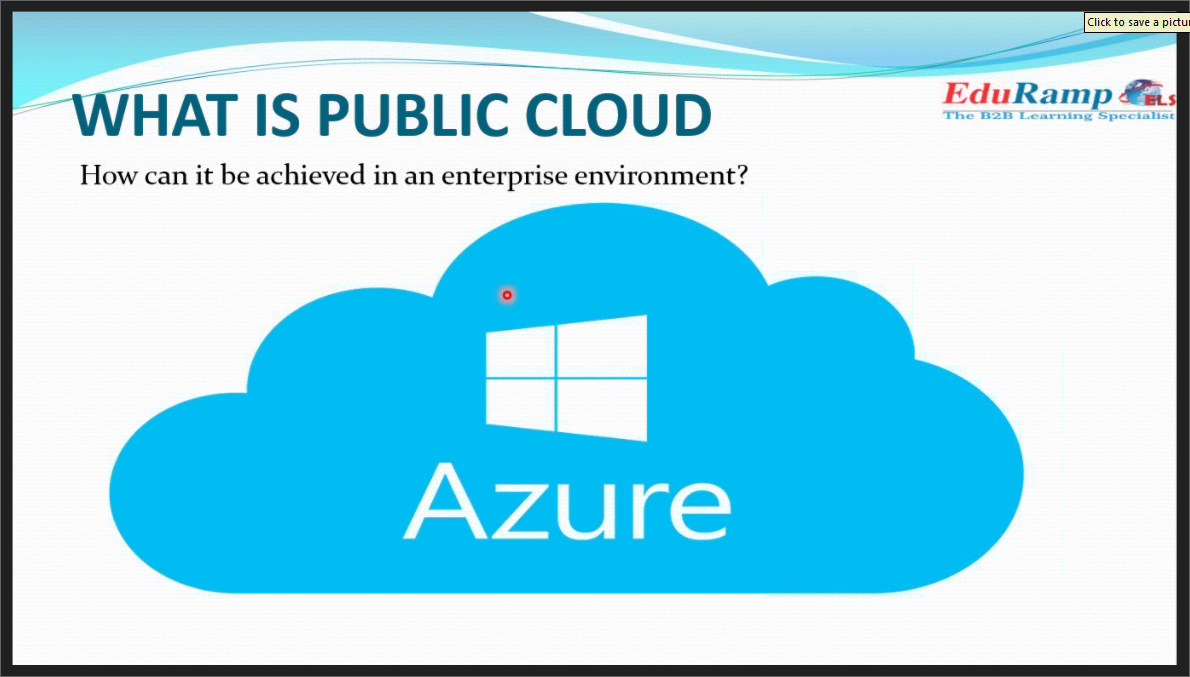 Click to save a pictur
EduRamp ELS
The B2B Learning Specialist
WHAT IS PUBLIC CLOUD
How can it be achieved in an enterprise environment?
Azure